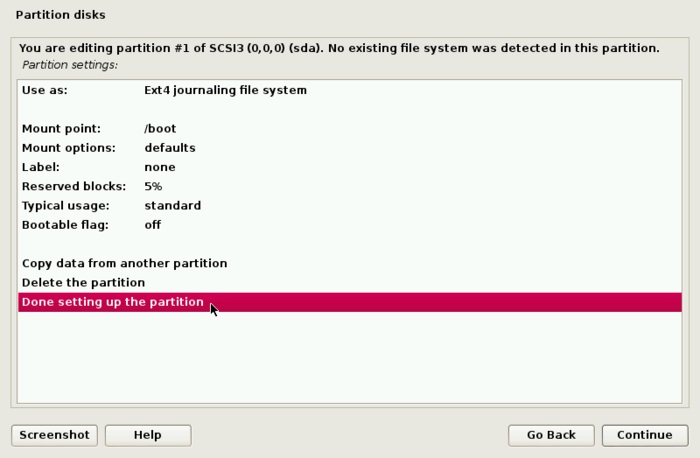 Partition disks
You are editing partition #1 of SCSI3 (0,0,0) (sda). No existing file system was detected in this partition.
Partition settings:
Use as: Ext4 journaling file system
Mount point: /boot
Mount options: defaults
Label: none
Reserved blocks: 5%
Typical usage: standard
Bootable flag: off
Copy data from another partition
Delete the partition
Done setting up the partition
Screenshot Help Go Back Continue